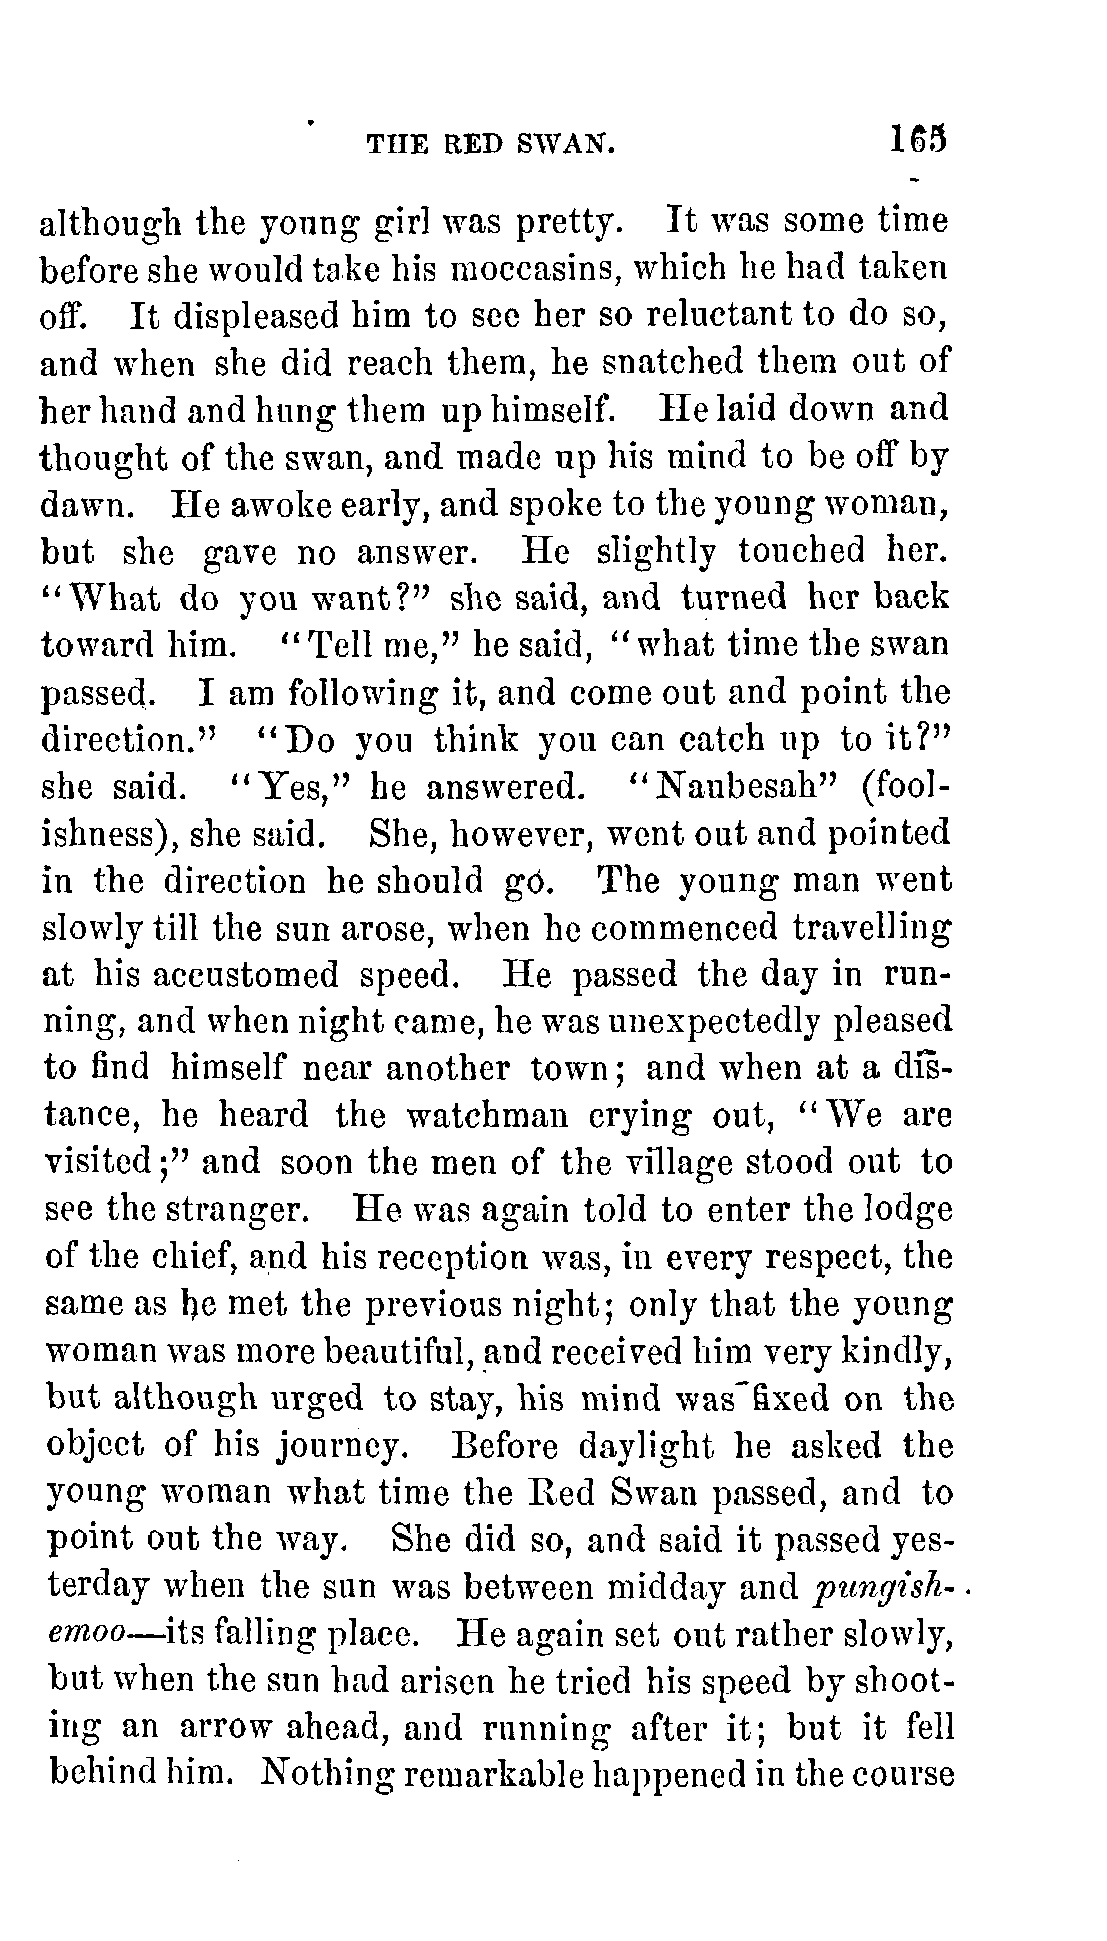 THE RED SWAN. 165
although the young girl was pretty. It was some time
before she would take his moccasins, which he had taken
off. It displeased him to see her so reluctant to do so,
and when she did reach them, he snatched them out of
her hand and hung them up himself. He laid down and
thought of the swan, and made up his mind to be off by
dawn. He awoke early, and spoke to the young woman,
but she gave no answer. He slightly touched her.
"What do you want?" she said, and turned her back
toward him. "Tell me," he said, "what time the swan
passed. I am following it, and come out and point the
direction." "Do you think you can catch up to it?"
she said. "Yes," he answered. "Naubesah" (fool-
ishness), she said. She, however, went out and pointed
in the direction he should go. The young man went
slowly till the sun arose, when he commenced travelling
at his accustomed speed. He passed the day in run-
ning, and when night came, he was unexpectedly pleased
to find himself near another town; and when at a dis-
tance, he heard the watchman crying out, "We are
visited;" and soon the men of the village stood out to
see the stranger. He was again told to enter the lodge
of the chief, and his reception was, in every respect, the
same as he met the previous night; only that the young
woman was more beautiful, and received him very kindly,
but although urged to stay, his mind was fixed on the
object of his journey. Before daylight he asked the
young woman what time the Red Swan passed, and to
point out the way. She did so, and said it passed yes-
terday when the sun was between midday and pungish-
emoo—its falling place. He again set out rather slowly,
but when the sun had arisen he tried his speed by shoot-
ing an arrow ahead, and running after it; but it fell
behind him. Nothing remarkable happened in the course